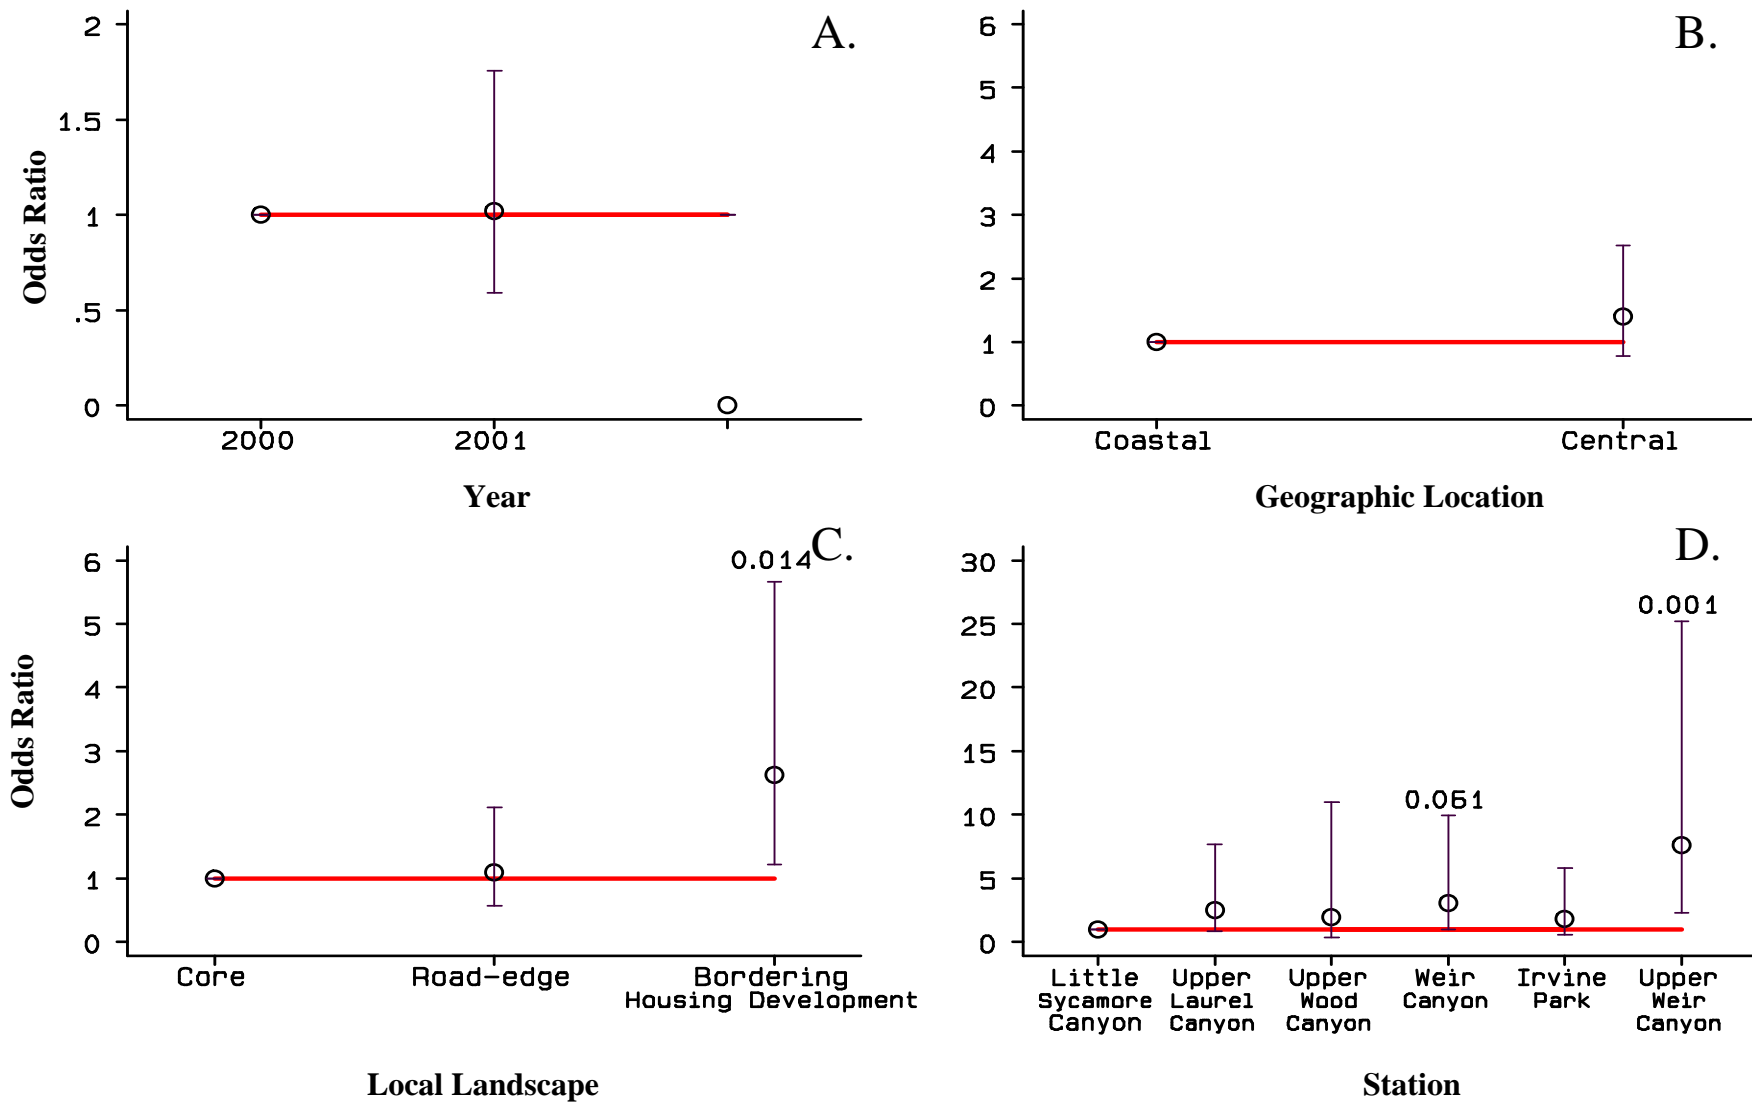 A.
2
1.5
1
.5
0
Odds Ratio
2000 2001
Year
B.
6
5
4
3
2
1
0
Coastal Central
Geographic Location
C.
0.014
6
5
4
3
2
1
0
Odds Ratio
Core Road-edge Bordering
Housing Development
Local Landscape
D.
30
25
20
15
10
5
0
0.001
0.061
Little Upper Upper Weir Irvine Upper
Sycamore Laurel Wood Canyon Park Weir
Canyon Canyon Canyon Canyon
Station